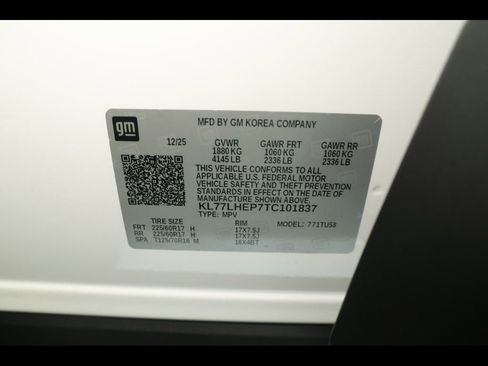 gm
MFD BY GM KOREA COMPANY
12/25 GVWR GAWR FRT GAWR RR
1880 KG 1060 KG 1060 KG
4145 LB 2336 LB 2336 LB
THIS VEHICLE CONFORMS TO ALL
APPLICABLE U.S. FEDERAL MOTOR
VEHICLE SAFETY AND THEFT
PREVENTION STANDARDS IN EFFECT ON
THE DATE OF MANUFACTURE SHOWN ABOVE.
KL77LHEP7TC101837
TYPE: MPV MODEL: 771TU58
TIRE SIZE RIM
FRT 225/60R17 H 17X7.5J
RR 225/60R17 H 17X7.5J
SPA T125/70R16 M 16X4BT